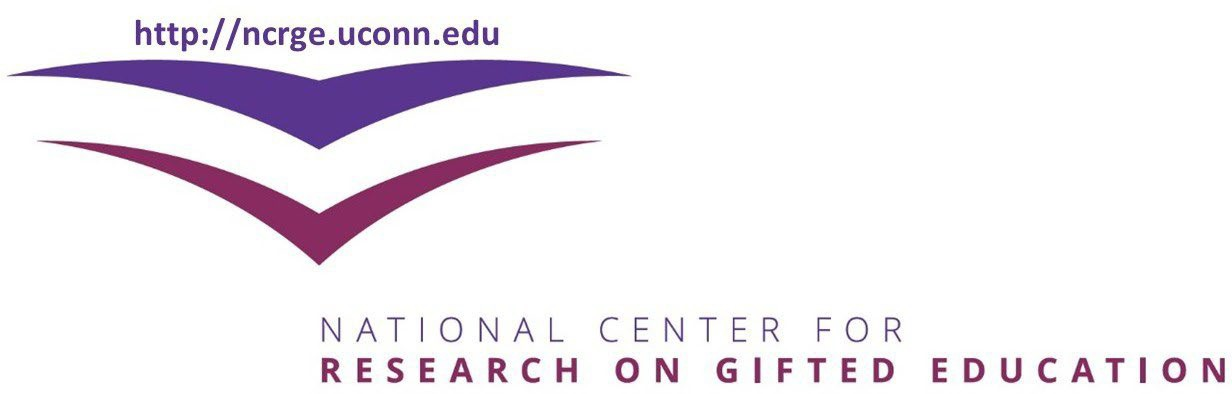 http://ncrge.uconn.edu
NATIONAL CENTER FOR
RESEARCH ON GIFTED EDUCATION